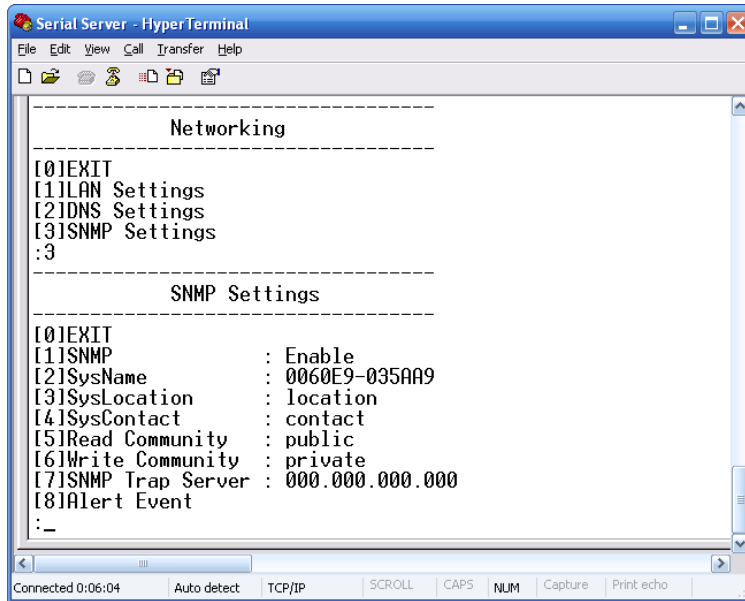 Serial Server - HyperTerminal
File Edit View Call Transfer Help
-----------------------------------
Networking
-----------------------------------
[0]EXIT
[1]LAN Settings
[2]DNS Settings
[3]SNMP Settings
:3
-----------------------------------
SNMP Settings
-----------------------------------
[0]EXIT
[1]SNMP : Enable
[2]SysName : 0060E9-035AA9
[3]SysLocation : location
[4]SysContact : contact
[5]Read Community : public
[6]Write Community : private
[7]SNMP Trap Server : 000.000.000.000
[8]Alert Event
:_
Connected 0:06:04 Auto detect TCP/IP SCROLL CAPS NUM Capture Print echo